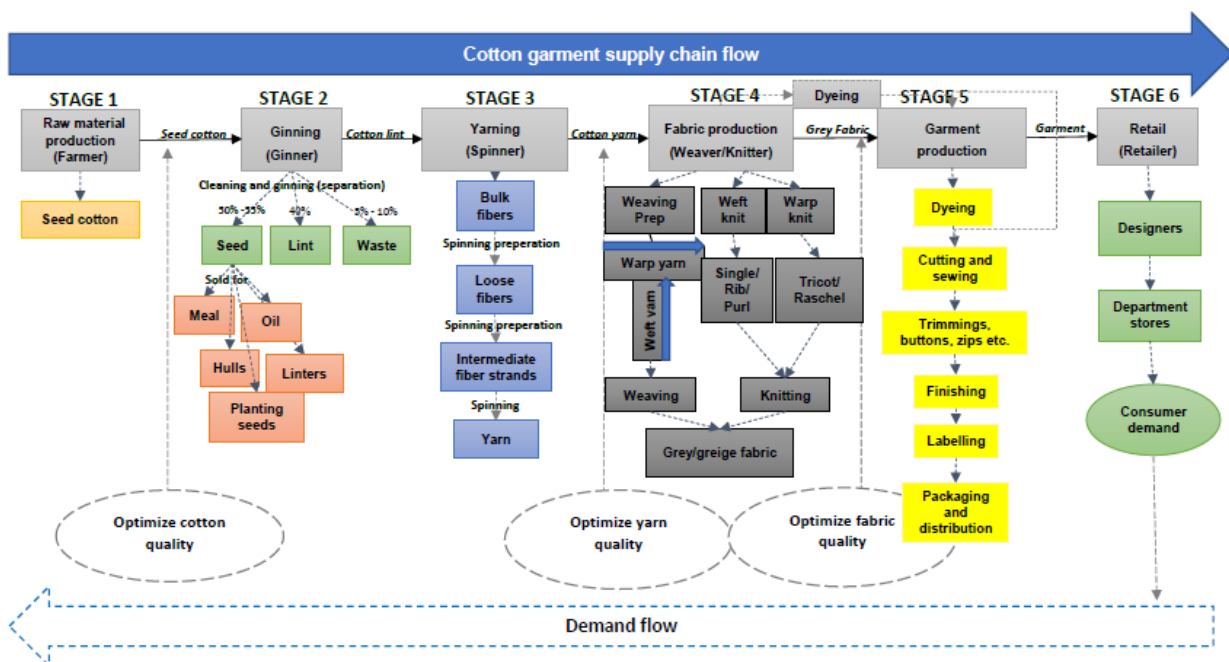 Cotton garment supply chain flow
STAGE 1
STAGE 2
STAGE 3
STAGE 4
STAGE 5
STAGE 6
Dyeing
Raw material
production
(Farmer)
Seed cotton
Ginning
(Ginner)
Cotton lint
Yarning
(Spinner)
Cotton yarn
Fabric production
(Weaver/Knitter)
Grey Fabric
Garment
production
Garment
Retail
(Retailer)
Seed cotton
Cleaning and ginning (separation)
50% -55%
40%
5% - 10%
Seed
Lint
Waste
Sold for
Meal
Oil
Hulls
Linters
Planting
seeds
Bulk
fibers
Spinning preperation
Loose
fibers
Spinning preperation
Intermediate
fiber strands
Spinning
Yarn
Weaving
Prep
Weft
knit
Warp
knit
Warp yarn
Weft yarn
Single/
Rib/
Purl
Tricot/
Raschel
Weaving
Knitting
Grey/greige fabric
Dyeing
Cutting and
sewing
Trimmings,
buttons, zips etc.
Finishing
Labelling
Packaging
and
distribution
Designers
Department
stores
Consumer
demand
Optimize cotton
quality
Optimize yarn
quality
Optimize fabric
quality
Demand flow